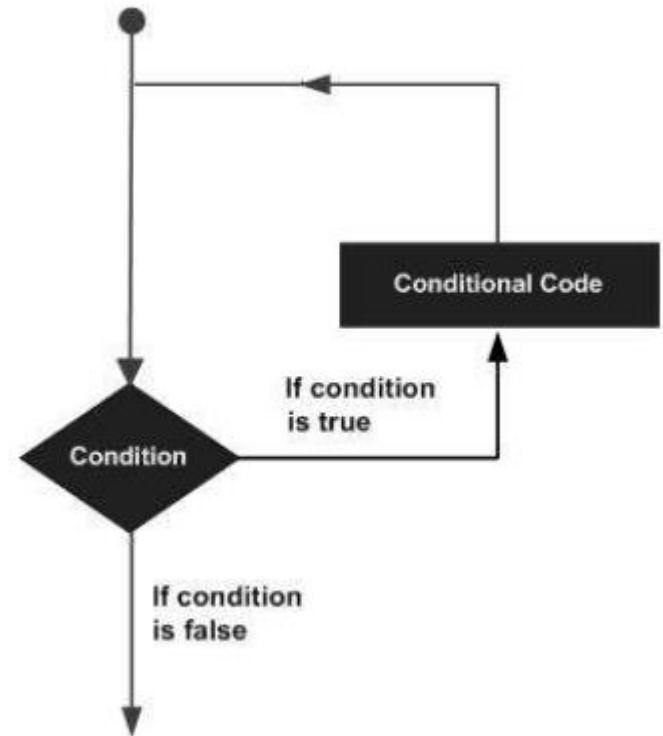 Conditional Code
If condition
is true
Condition
If condition
is false